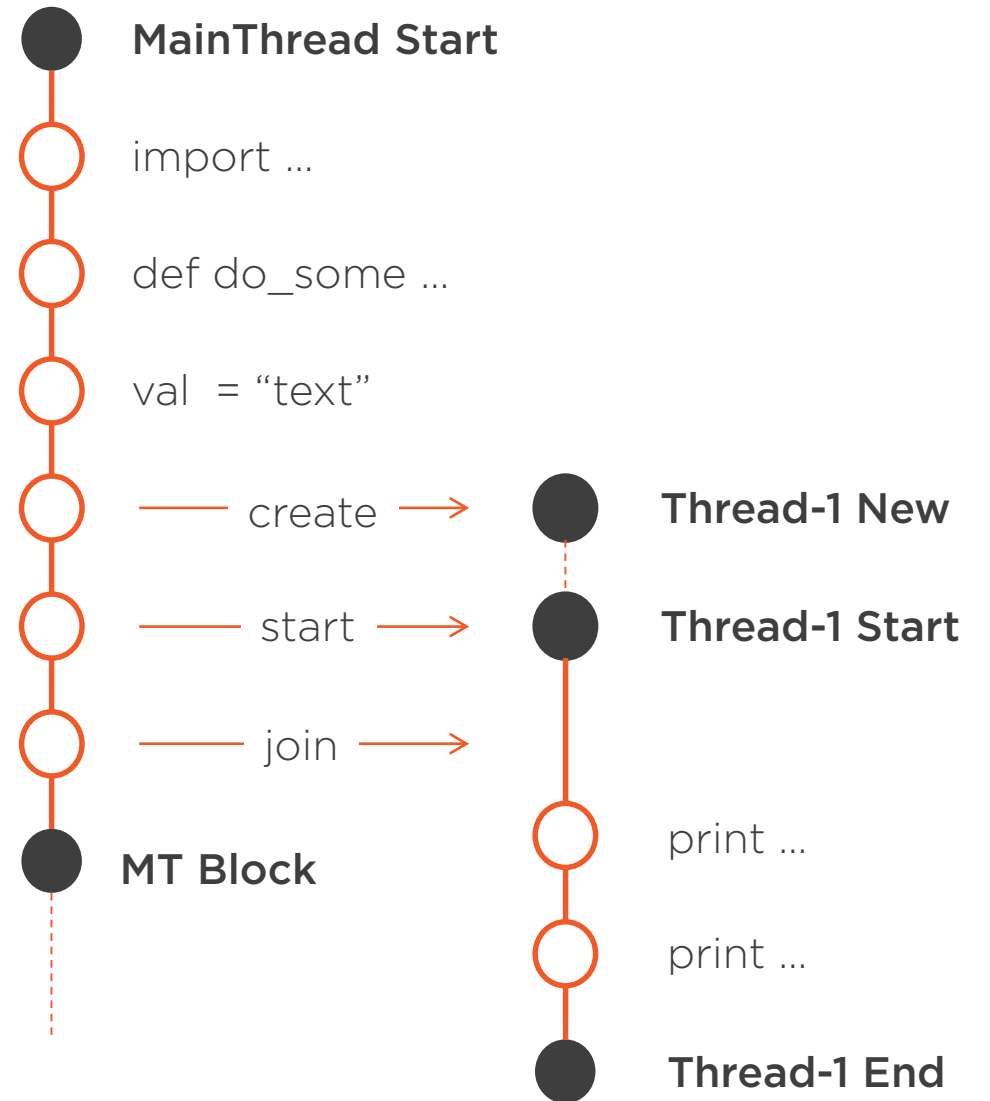 MainThread Start
import ...
def do_some ...
val  = “text”
create
Thread-1 New
start
Thread-1 Start
join
print ...
MT Block
print ...
Thread-1 End